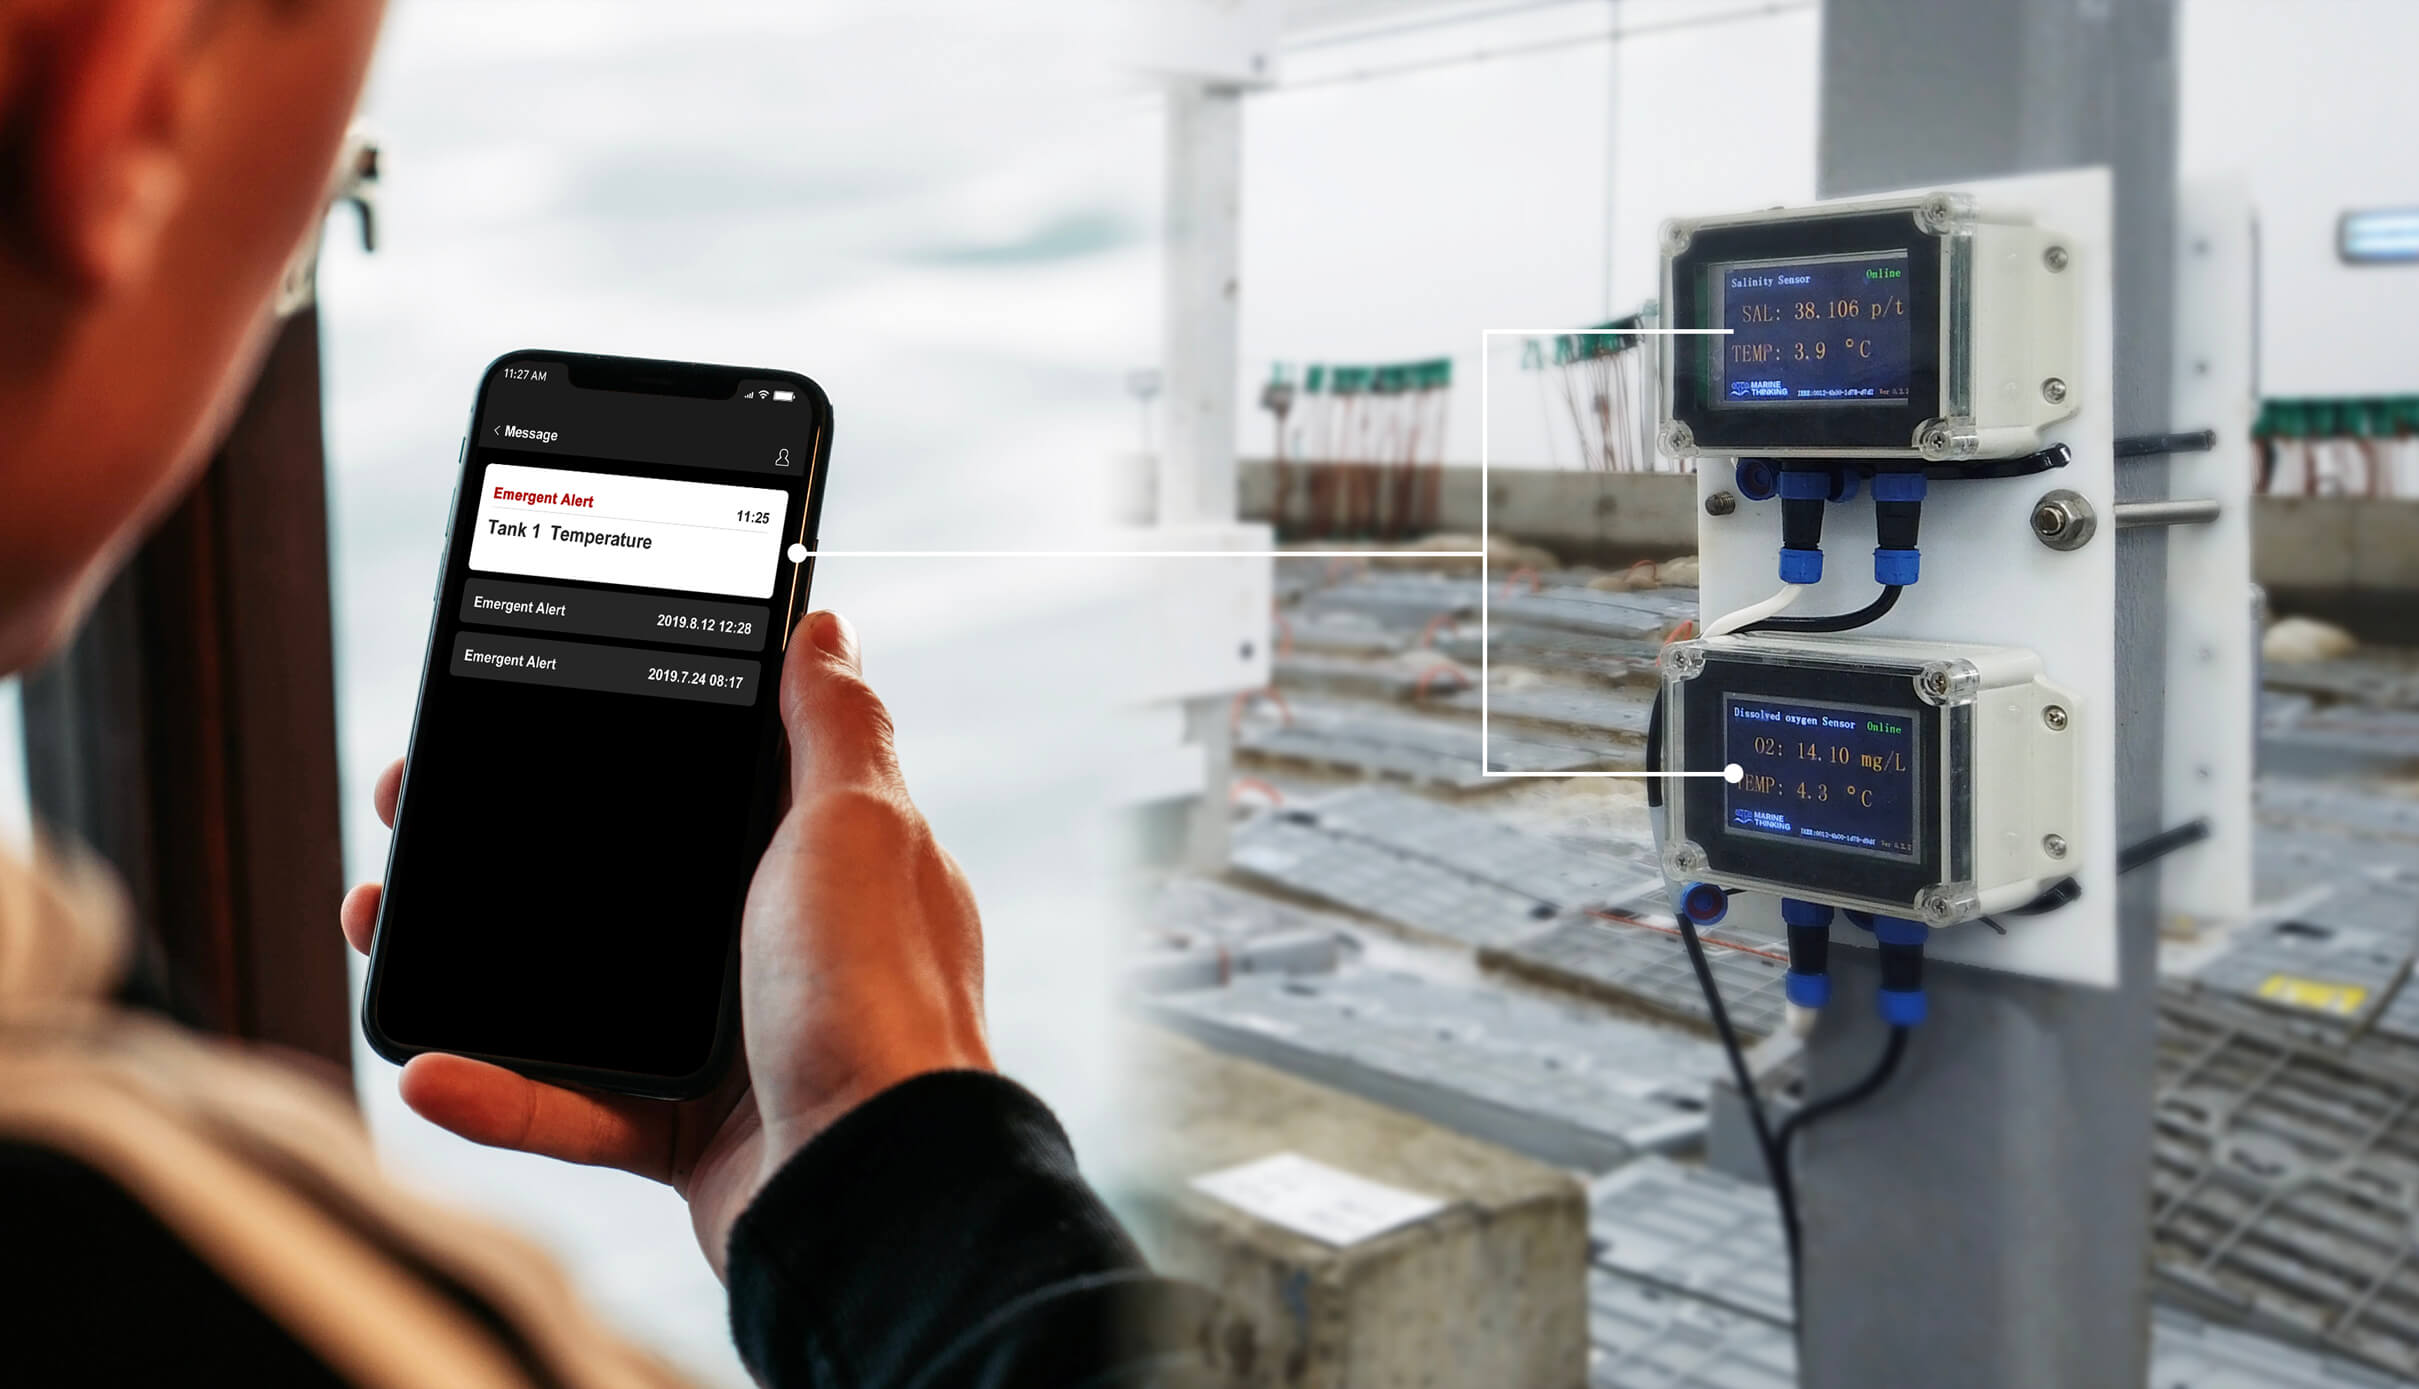 11:27 AM
< Message
Emergent Alert 11:25
Tank 1 Temperature
Emergent Alert 2019.8.12 12:28
Emergent Alert 2019.7.24 08:17
Salinity Sensor Online
SAL: 38.106 p/t
TEMP: 3.9 °C
MARINE
THINKING
Dissolved oxygen Sensor Online
O2: 14.10 mg/L
TEMP: 4.3 °C
MARINE
THINKING